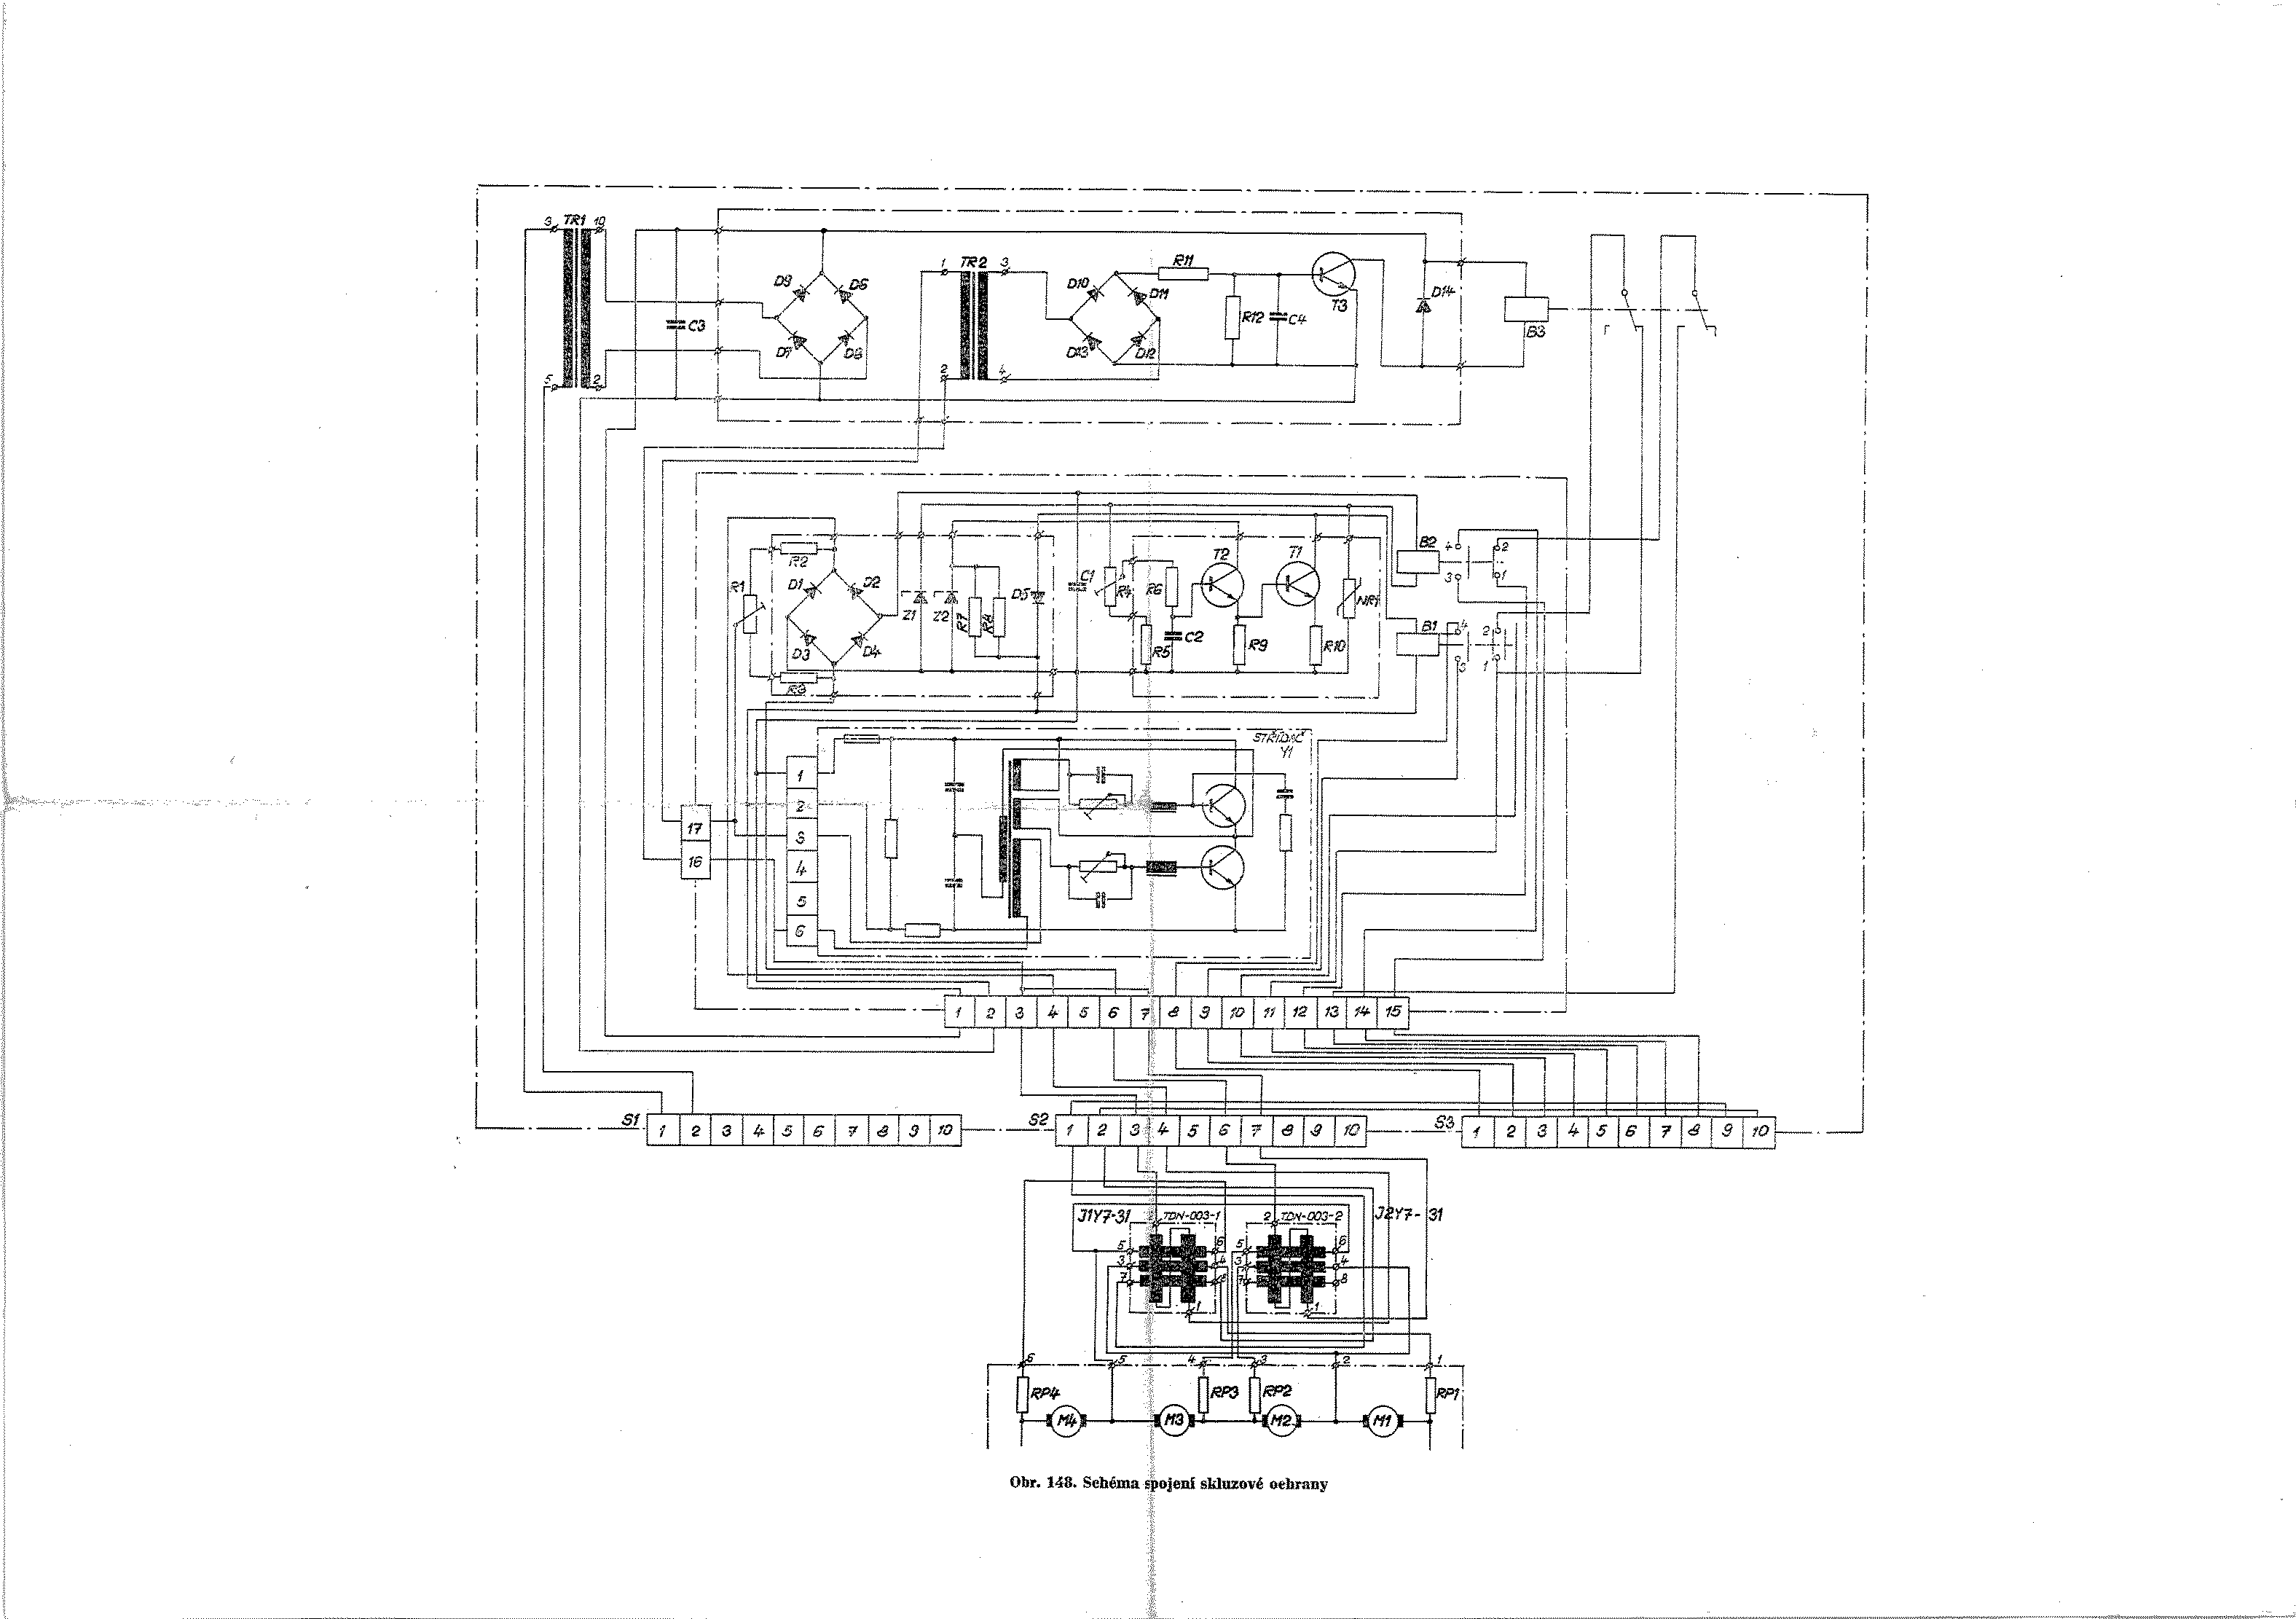 3 TR1 10
5 2
C3
D9 D6
D7 D8
1 TR2 3
2 4
D10 D11
D13 D12
R11
R12 C4
T3
D14
B3
R2
R1
D1 D2
D3 D4
R3
Z1 Z2
R7 R8
D5
C1
R4 R6
T2 T1
NR1
C2
R5 R9 R10
B2 4 2
3 1
B1 4 2
3 1
STŘÍDAČ
Y1
1
2
3
4
5
6
17
16
1 2 3 4 5 6 7 8 9 10 11 12 13 14 15
S1 1 2 3 4 5 6 7 8 9 10
S2 1 2 3 4 5 6 7 8 9 10
S3 1 2 3 4 5 6 7 8 9 10
J1Y7-31 TDN-003-1
2 TDN-003-2 J2Y7-31
5 6 5 6
3 4 3 4
7 8 7 8
1 1
6 5 4 3 2 1
RP4 RP3 RP2 RP1
M4 M3 M2 M1
Obr. 148. Schéma spojení skluzové ochrany